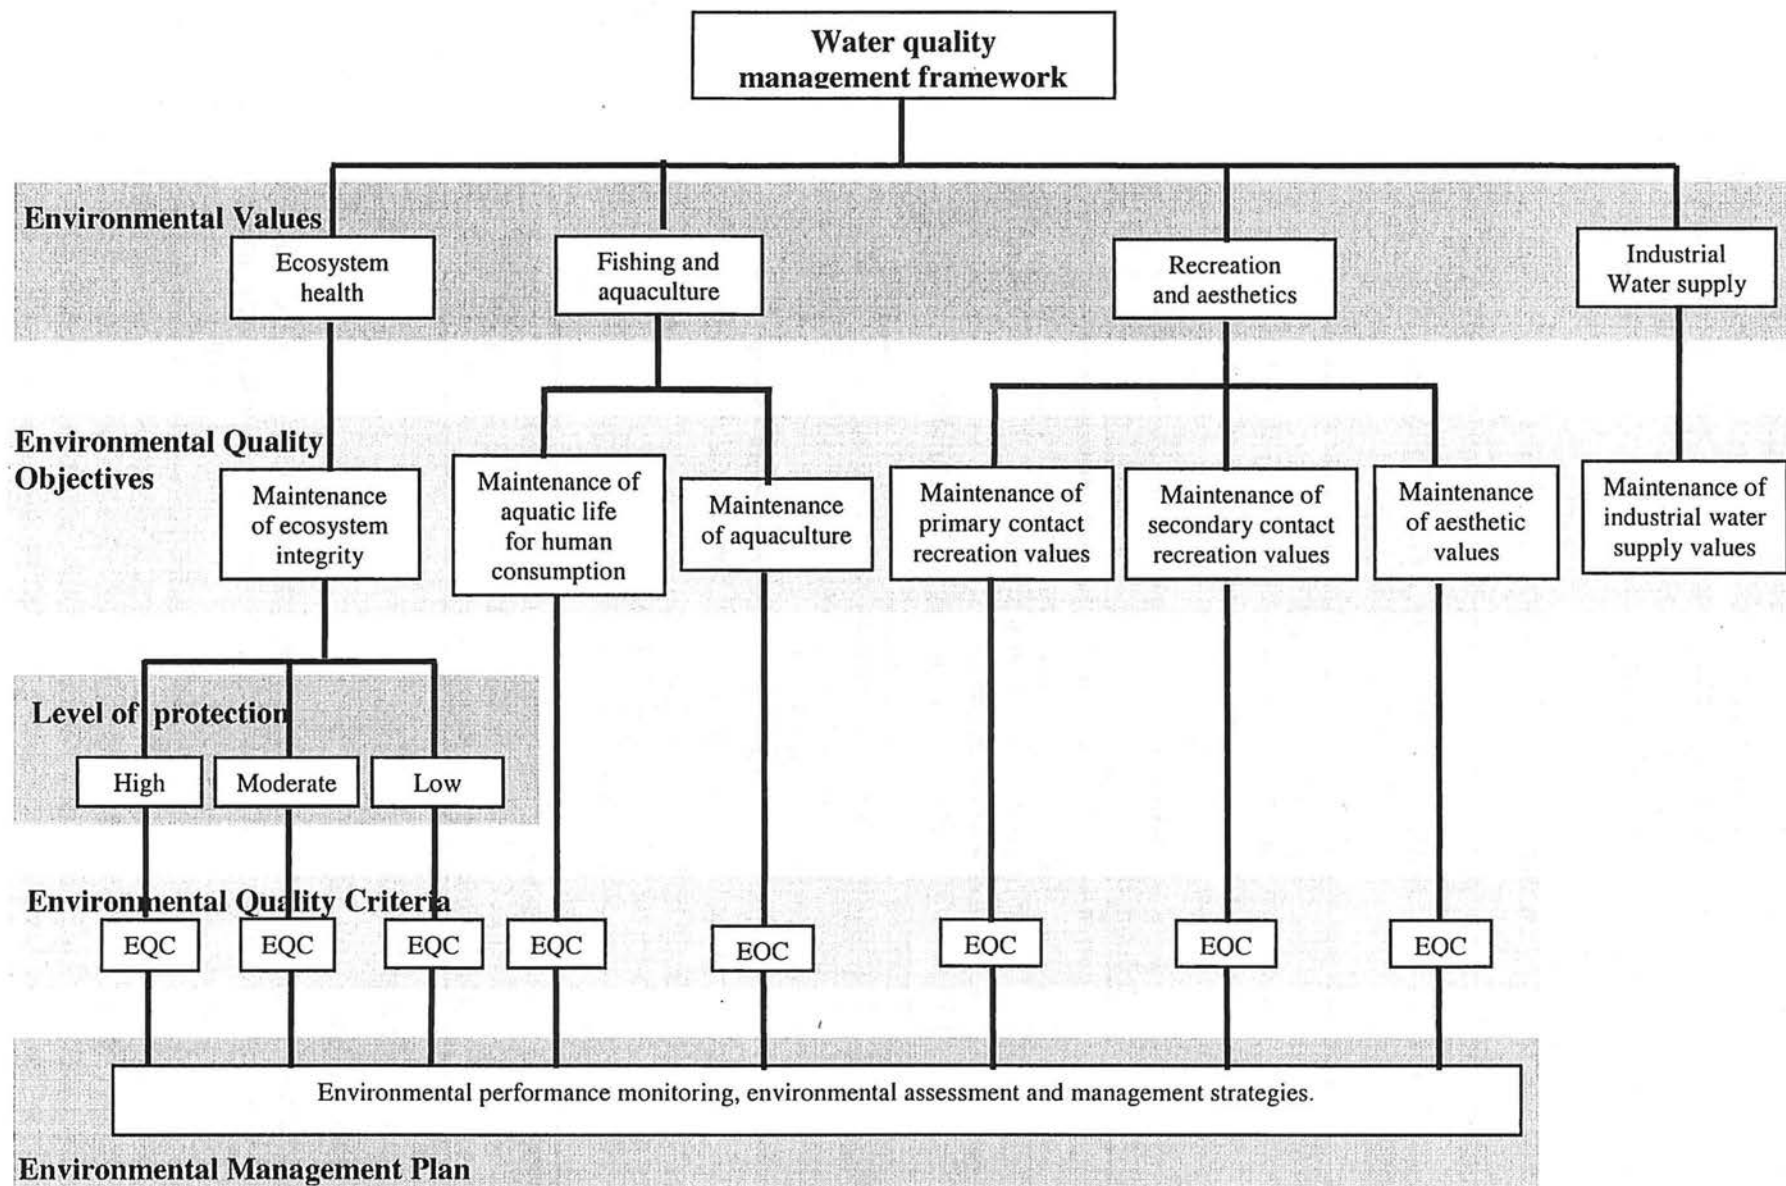 Water quality
management framework
Environmental Values
Ecosystem
health
Fishing and
aquaculture
Recreation
and aesthetics
Industrial
Water supply
Environmental Quality
Objectives
Maintenance
of ecosystem
integrity
Maintenance of
aquatic life
for human
consumption
Maintenance
of aquaculture
Maintenance of
primary contact
recreation values
Maintenance of
secondary contact
recreation values
Maintenance
of aesthetic
values
Maintenance of
industrial water
supply values
Level of protection
High
Moderate
Low
Environmental Quality Criteria
EQC
EQC
EQC
EQC
EQC
EQC
EQC
EQC
Environmental performance monitoring, environmental assessment and management strategies.
Environmental Management Plan